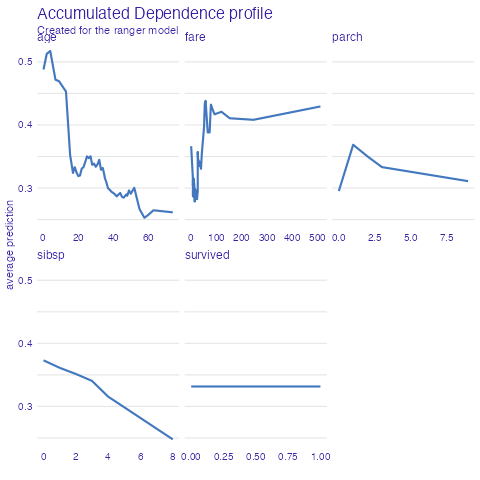 Accumulated Dependence profile
Created for the ranger model
age
fare
parch
0.5
0.4
0.3
0 20 40 60
0 100 200 300 400 500
0.0 2.5 5.0 7.5
average prediction
sibsp
survived
0.5
0.4
0.3
0 2 4 6 8
0.00 0.25 0.50 0.75 1.00